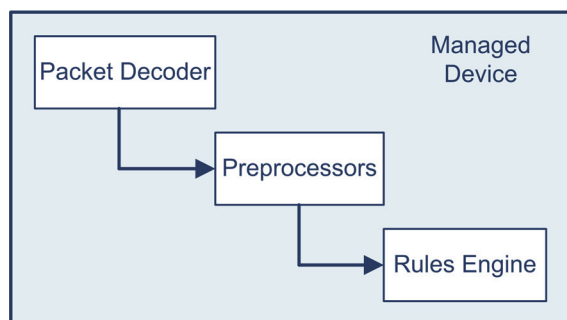 Managed
Device
Packet Decoder
Preprocessors
Rules Engine